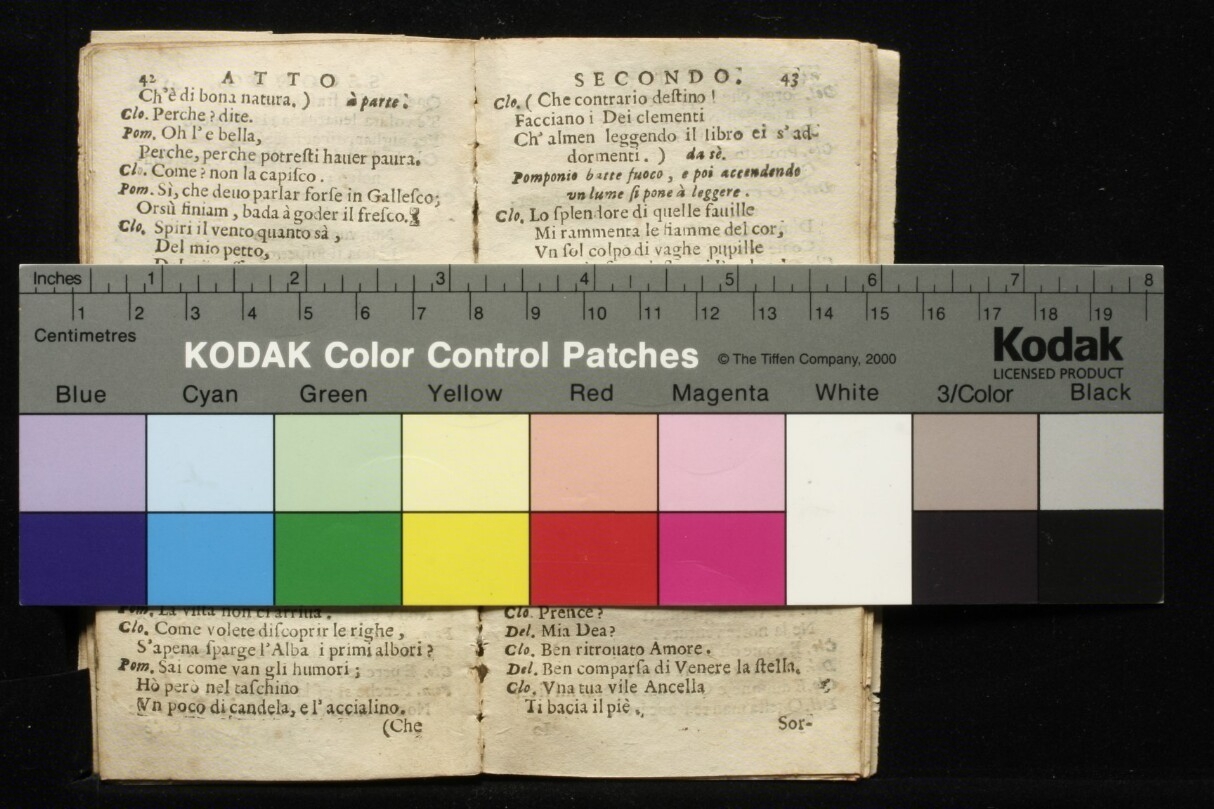 42 ATTO
Ch'è di bona natura. ) à parte.
Clo. Perche? dite.
Pom. Oh l'e bella,
Perche, perche potresti hauer paura.
Clo. Come? non la capisco.
Pom. Sì, che deuo parlar forse in Gallesco;
Orsù finiam, bada à goder il fresco.
Clo. Spiri il vento quanto sà,
Del mio petto,
SECONDO. 43
Clo. ( Che contrario destino!
Facciano i Dei clementi
Ch' almen leggendo il libro ei s'ad-
dormenti. ) da sè.
Pomponio batte fuoco, e poi accendendo
vn lume si pone à leggere.
Clo. Lo splendore di quelle fauille
Mi rammenta le fiamme del cor,
Vn sol colpo di vaghe pupille
Inches 1 2 3 4 5 6 7 8
1 2 3 4 5 6 7 8 9 10 11 12 13 14 15 16 17 18 19
Centimetres
KODAK Color Control Patches © The Tiffen Company, 2000
Kodak
LICENSED PRODUCT
Blue Cyan Green Yellow Red Magenta White 3/Color Black
Pom. La vista non ci arriua.
Clo. Come volete discoprir le righe,
S'apena sparge l'Alba i primi albori?
Pom. Sai come van gli humori;
Hò però nel taschino
Vn poco di candela, e l'accialino.
(Che
Clo. Prence?
Del. Mia Dea?
Clo. Ben ritrouato Amore.
Del. Ben comparsa di Venere la stella.
Clo. Vna tua vile Ancella
Ti bacia il piè.
Sor-